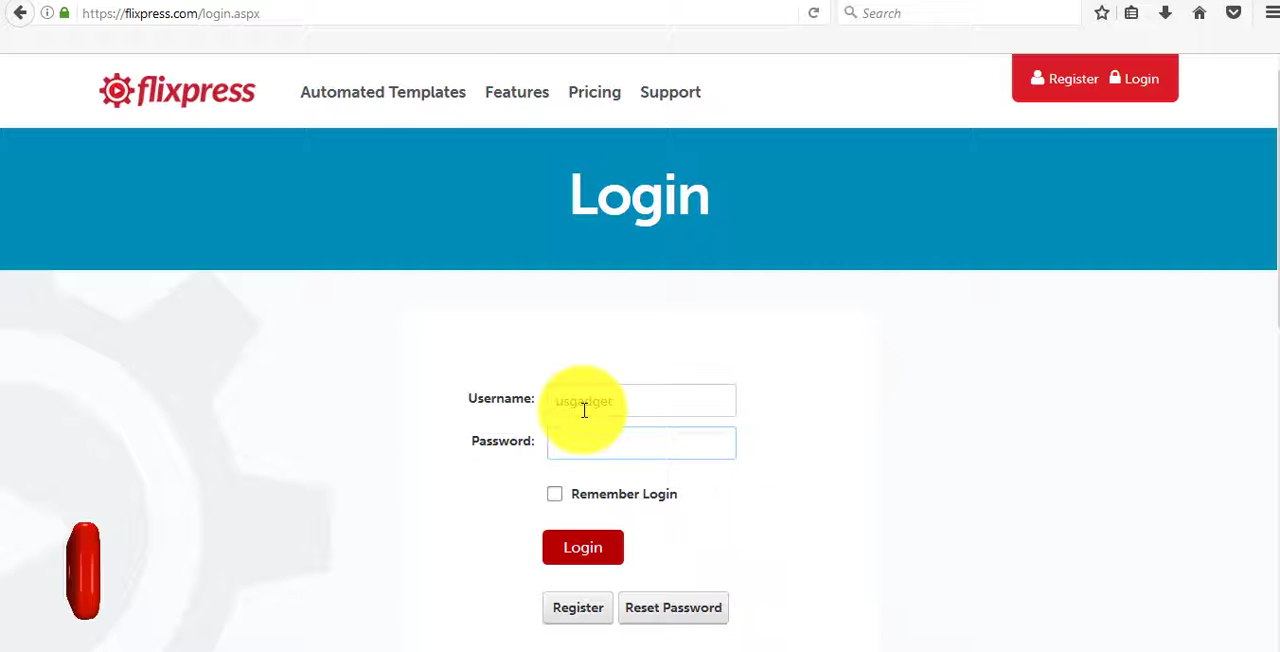 https://flixpress.com/login.aspx
Search
flixpress
Automated Templates Features Pricing Support
Register Login
Login
Username: usgadget
Password:
Remember Login
Login
Register Reset Password